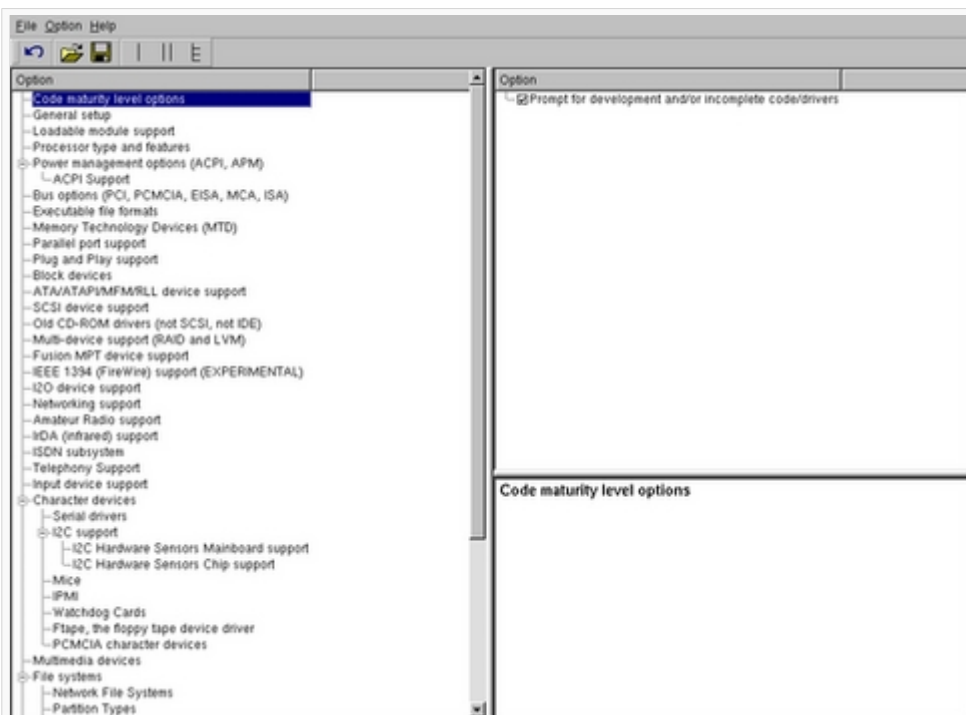 File Option Help
Option
Code maturity level options
General setup
Loadable module support
Processor type and features
Power management options (ACPI, APM)
ACPI Support
Bus options (PCI, PCMCIA, EISA, MCA, ISA)
Executable file formats
Memory Technology Devices (MTD)
Parallel port support
Plug and Play support
Block devices
ATA/ATAPI/MFM/RLL device support
SCSI device support
Old CD-ROM drivers (not SCSI, not IDE)
Multi-device support (RAID and LVM)
Fusion MPT device support
IEEE 1394 (FireWire) support (EXPERIMENTAL)
I2O device support
Networking support
Amateur Radio support
IrDA (infrared) support
ISDN subsystem
Telephony Support
Input device support
Character devices
Serial drivers
I2C support
I2C Hardware Sensors Mainboard support
I2C Hardware Sensors Chip support
Mice
IPMI
Watchdog Cards
Ftape, the floppy tape device driver
PCMCIA character devices
Multimedia devices
File systems
Network File Systems
Partition Types
Option
Prompt for development and/or incomplete code/drivers
Code maturity level options